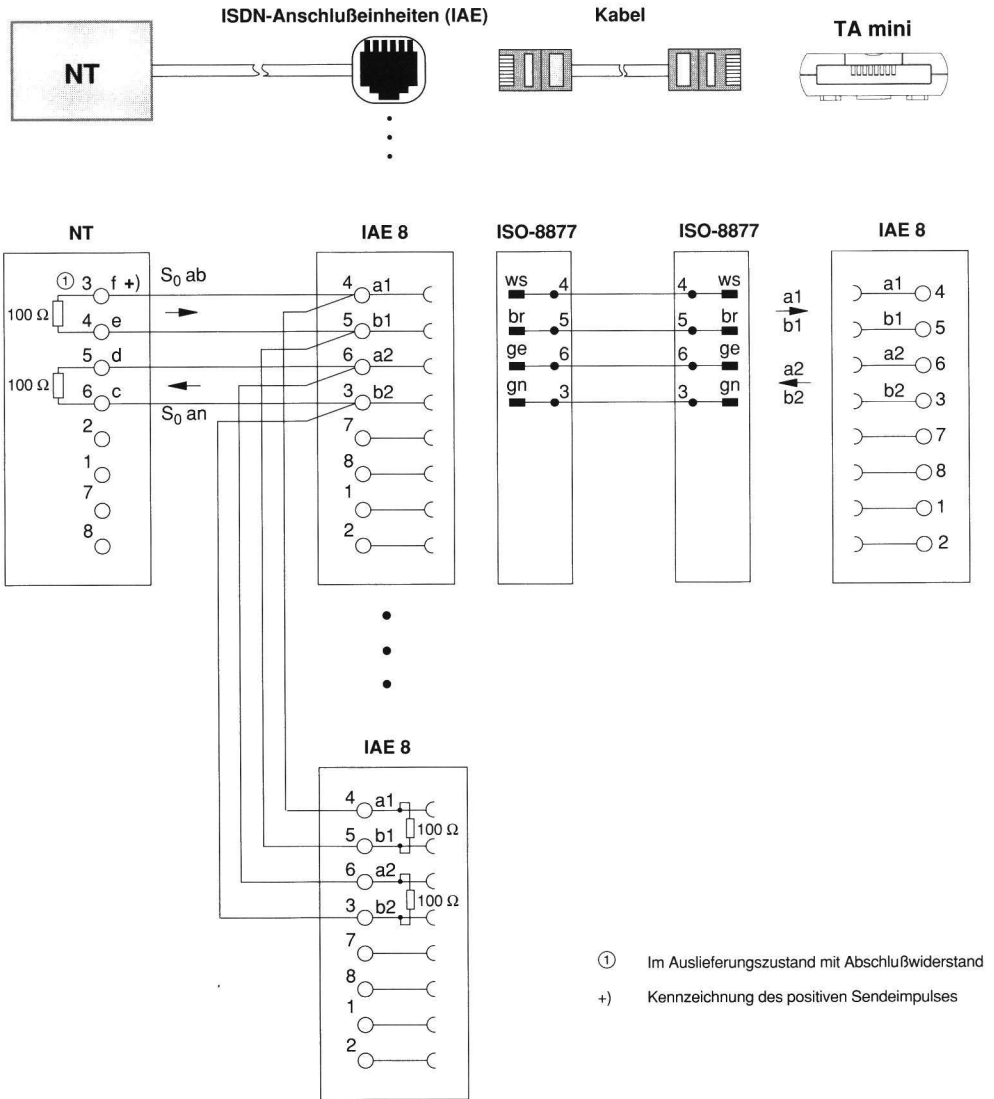 ISDN-Anschlußeinheiten (IAE)
Kabel
TA mini
NT
NT
IAE 8
ISO-8877
ISO-8877
IAE 8
① 3 f +)
S₀ ab
100 Ω
4 e
5 d
100 Ω
6 c
S₀ an
2
1
7
8
4 a1
5 b1
6 a2
3 b2
7
8
1
2
ws 4
br 5
ge 6
gn 3
4 ws
5 br
6 ge
3 gn
a1
b1
a2
b2
a1 4
b1 5
a2 6
b2 3
7
8
1
2
IAE 8
4 a1
100 Ω
5 b1
6 a2
100 Ω
3 b2
7
8
1
2
① Im Auslieferungszustand mit Abschlußwiderstand
+) Kennzeichnung des positiven Sendeimpulses